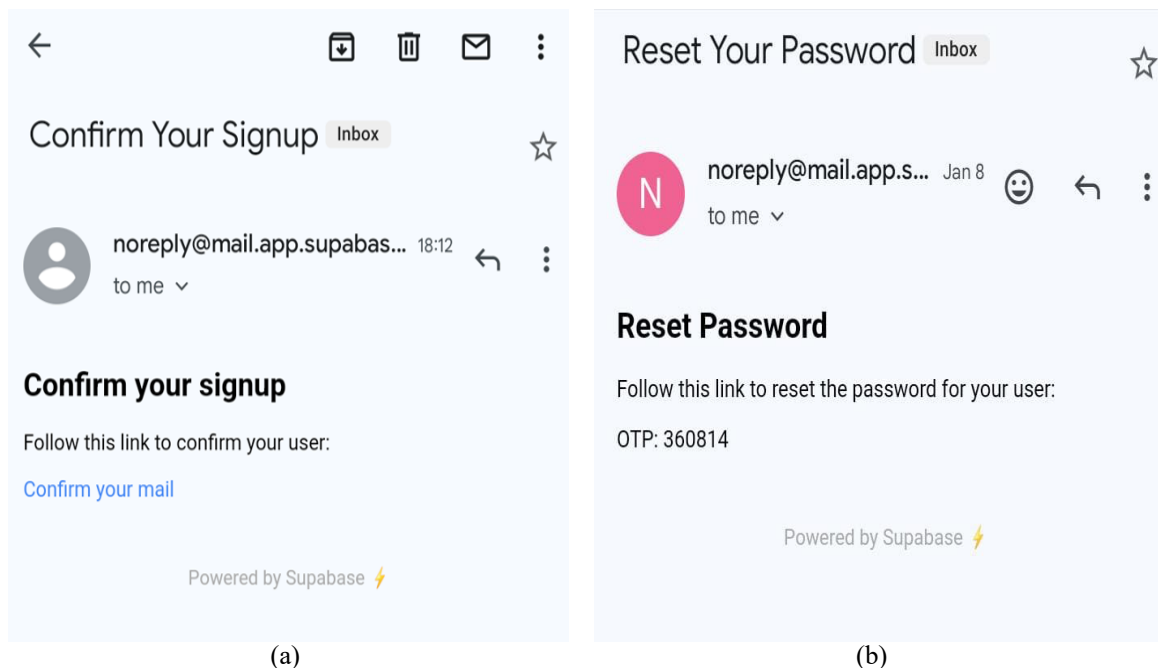 Confirm Your Signup Inbox
noreply@mail.app.supabas... 18:12
to me
Confirm your signup
Follow this link to confirm your user:
Confirm your mail
Powered by Supabase ⚡
(a)
Reset Your Password Inbox
N
noreply@mail.app.s... Jan 8
to me
Reset Password
Follow this link to reset the password for your user:
OTP: 360814
Powered by Supabase ⚡
(b)